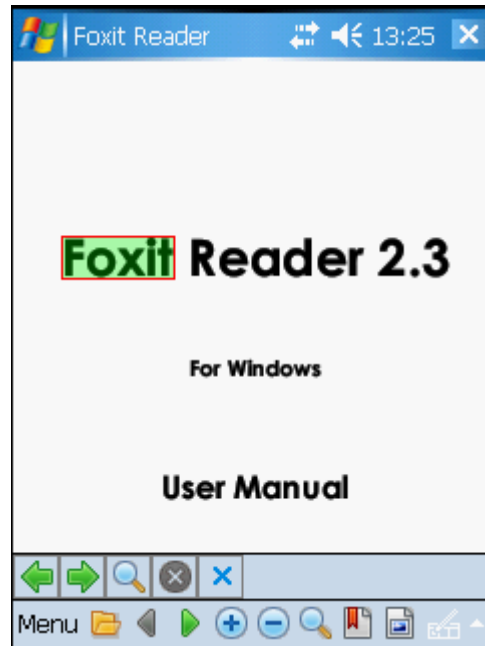 Foxit Reader 13:25
Foxit Reader 2.3
For Windows
User Manual
Menu